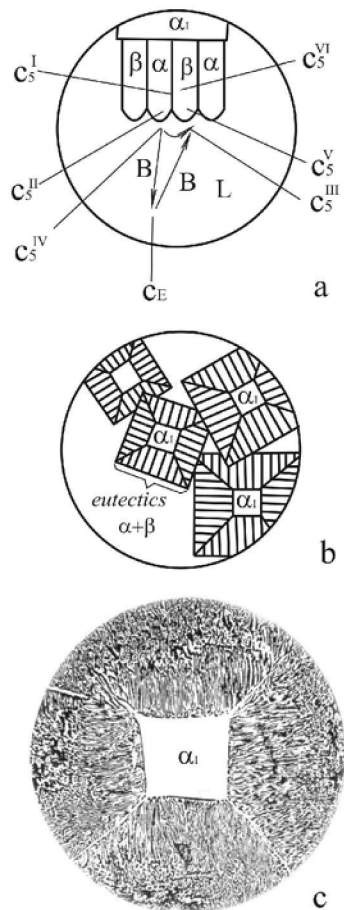 α₁
β α β α
c₅ᴵ
c₅ⱽᴵ
c₅ᴵᴵ
c₅ⱽ
B B L
c₅ᴵᴵᴵ
c₅ᴵⱽ
c_E
a
α₁
α₁
α₁
eutectics
α+β
b
α₁
c